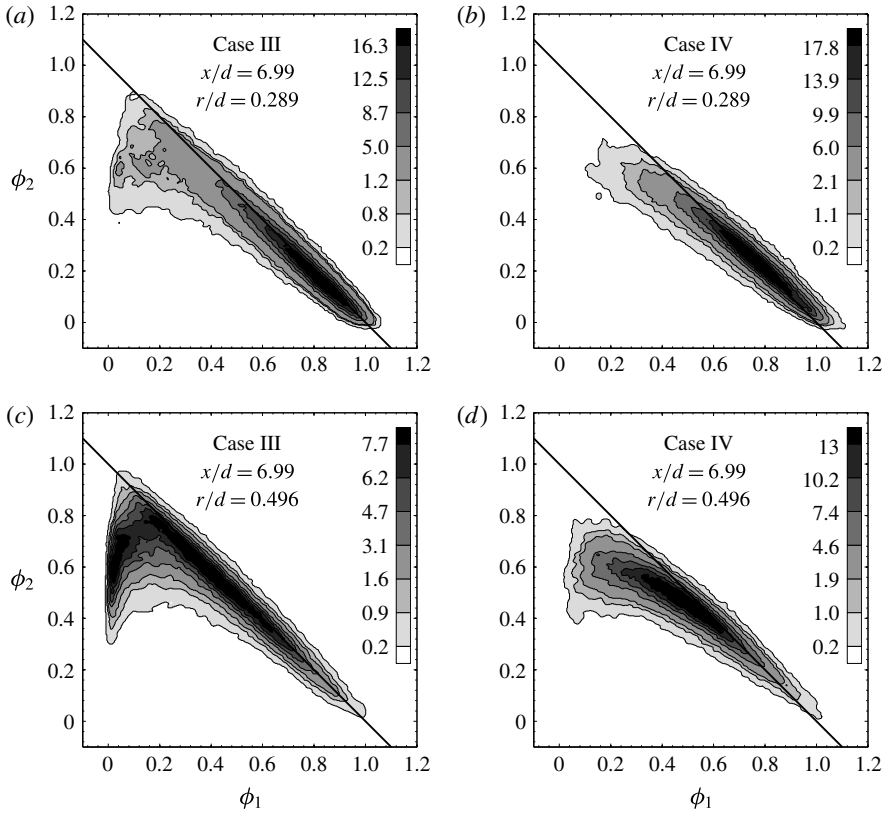 (a)
Case III
x/d = 6.99
r/d = 0.289
16.3
12.5
8.7
5.0
1.2
0.8
0.2
1.2
1.0
0.8
0.6
0.4
0.2
0
ϕ2
0 0.2 0.4 0.6 0.8 1.0 1.2
(b)
Case IV
x/d = 6.99
r/d = 0.289
17.8
13.9
9.9
6.0
2.1
1.1
0.2
1.2
1.0
0.8
0.6
0.4
0.2
0
0 0.2 0.4 0.6 0.8 1.0 1.2
(c)
Case III
x/d = 6.99
r/d = 0.496
7.7
6.2
4.7
3.1
1.6
0.9
0.2
1.2
1.0
0.8
0.6
0.4
0.2
0
ϕ2
0 0.2 0.4 0.6 0.8 1.0 1.2
ϕ1
(d)
Case IV
x/d = 6.99
r/d = 0.496
13
10.2
7.4
4.6
1.9
1.0
0.2
1.2
1.0
0.8
0.6
0.4
0.2
0
0 0.2 0.4 0.6 0.8 1.0 1.2
ϕ1